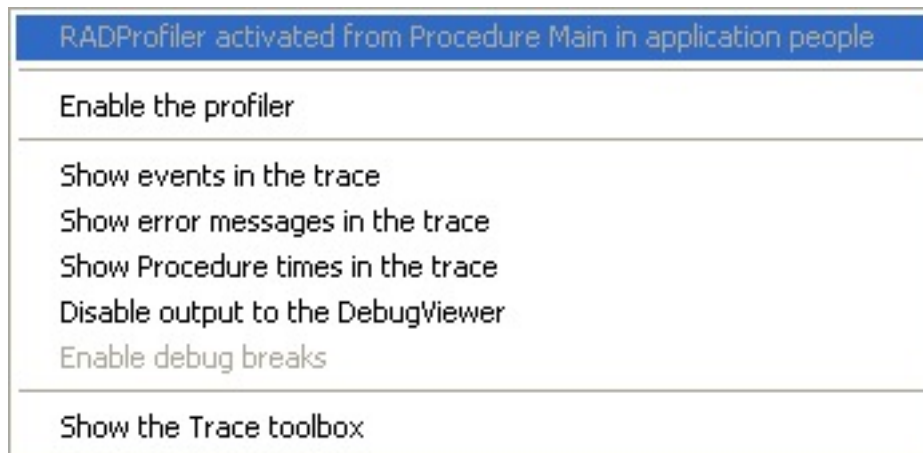 RADProfiler activated from Procedure Main in application people
Enable the profiler
Show events in the trace
Show error messages in the trace
Show Procedure times in the trace
Disable output to the DebugViewer
Enable debug breaks
Show the Trace toolbox